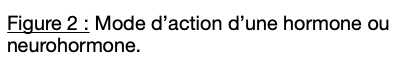 Figure 2 : Mode d’action d’une hormone ou
neurohormone.